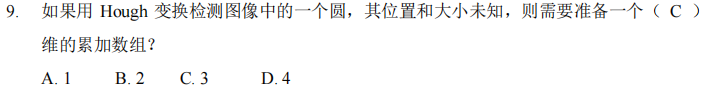 9. 如果用 Hough 变换检测图像中的一个圆，其位置和大小未知，则需要准备一个（ C ）
维的累加数组？
A. 1 B. 2 C. 3 D. 4